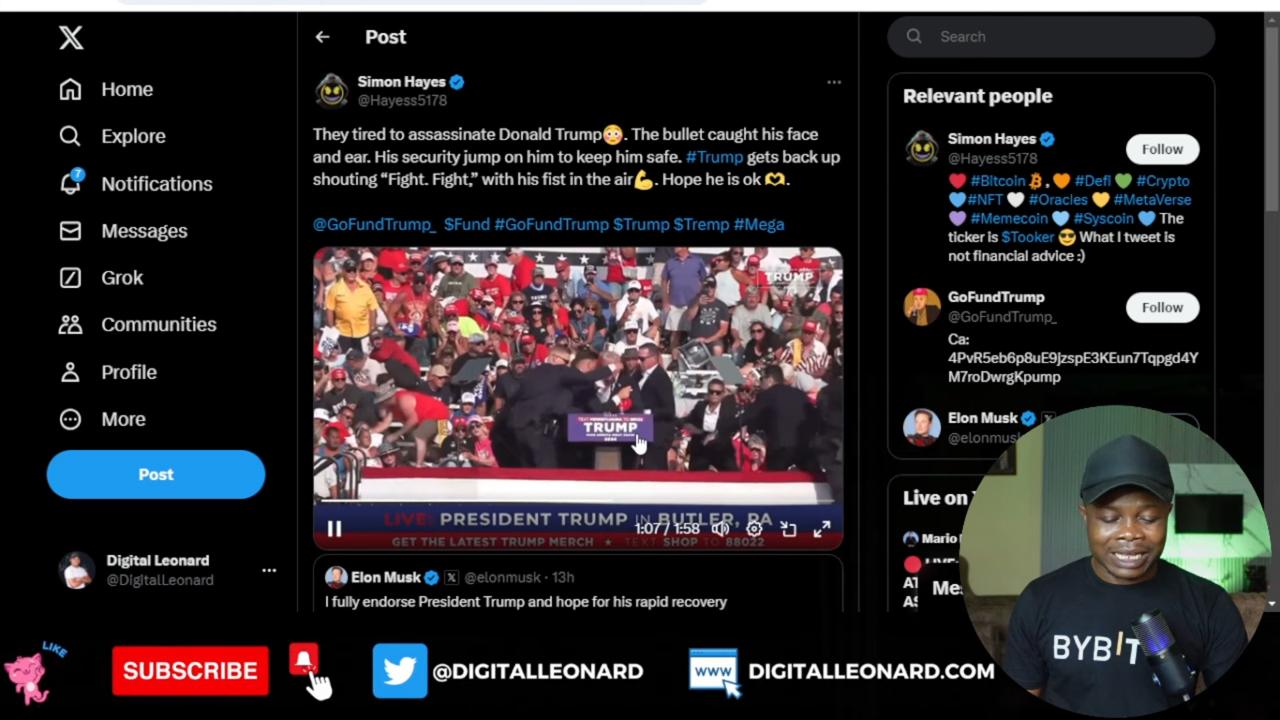 Home
Explore
7
Notifications
Messages
Grok
Communities
Profile
More
Post
Digital Leonard
@DigitalLeonard
Post
Simon Hayes
@Hayess5178
They tired to assassinate Donald Trump😳. The bullet caught his face
and ear. His security jump on him to keep him safe. #Trump gets back up
shouting “Fight. Fight,” with his fist in the air💪. Hope he is ok 🫶.
@GoFundTrump_ $Fund #GoFundTrump $Trump $Tremp #Mega
TRUMP
TRUMP
LIVE: PRESIDENT TRUMP IN BUTLER, PA
1:07 / 1:58
GET THE LATEST TRUMP MERCH ★ TEXT SHOP TO 88022
Elon Musk X @elonmusk · 13h
I fully endorse President Trump and hope for his rapid recovery
Search
Relevant people
Simon Hayes
@Hayess5178
Follow
❤️ #Bitcoin ₿, 🧡 #Defi 💚 #Crypto
💙 #NFT 🤍 #Oracles 💛 #MetaVerse
💜 #Memecoin 🩵 #Syscoin 💙 The
ticker is $Tooker 😎 What I tweet is
not financial advice :)
GoFundTrump
@GoFundTrump_
Follow
Ca:
4PvR5eb6p8uE9jzspE3KEun7Tqpgd4Y
M7roDwrgKpump
Elon Musk X
@elonmusk
Live on
Mario
LIVE:
Mes
BYBIT
LIKE
SUBSCRIBE
@DIGITALLEONARD
WWW
DIGITALLEONARD.COM